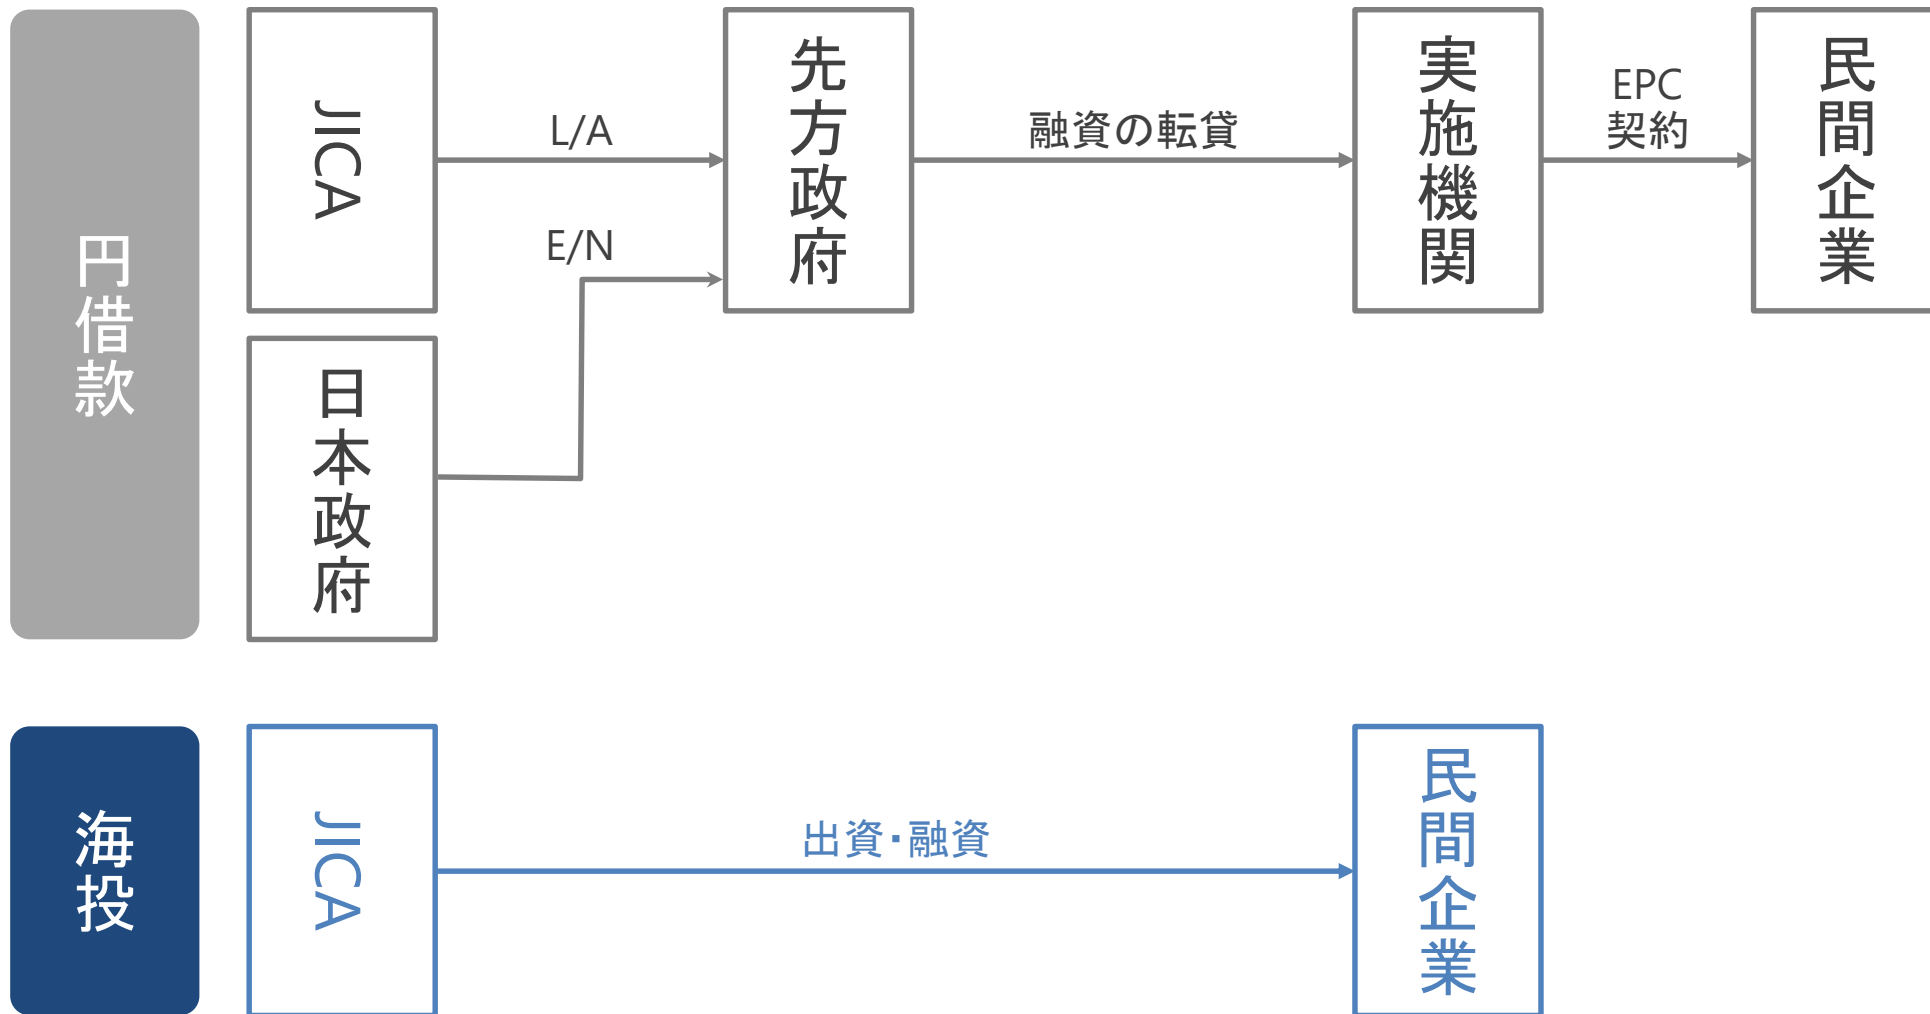 円借款
JICA
L/A
先方政府
融資の転貸
実施機関
EPC
契約
民間企業
E/N
日本政府
海投
JICA
出資・融資
民間企業